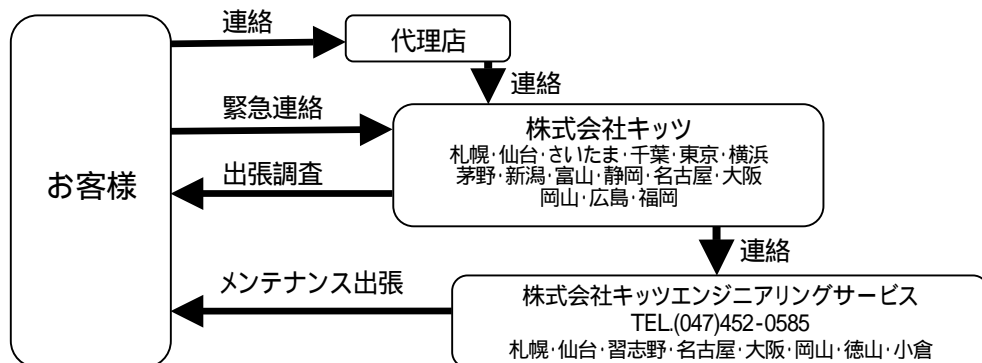 連絡
代理店
連絡
緊急連絡
株式会社キッツ
札幌･仙台･さいたま･千葉･東京･横浜
茅野･新潟･富山･静岡･名古屋･大阪
岡山･広島･福岡
お客様
出張調査
連絡
メンテナンス出張
株式会社キッツエンジニアリングサービス
TEL.(047)452-0585
札幌･仙台･習志野･名古屋･大阪･岡山･徳山･小倉